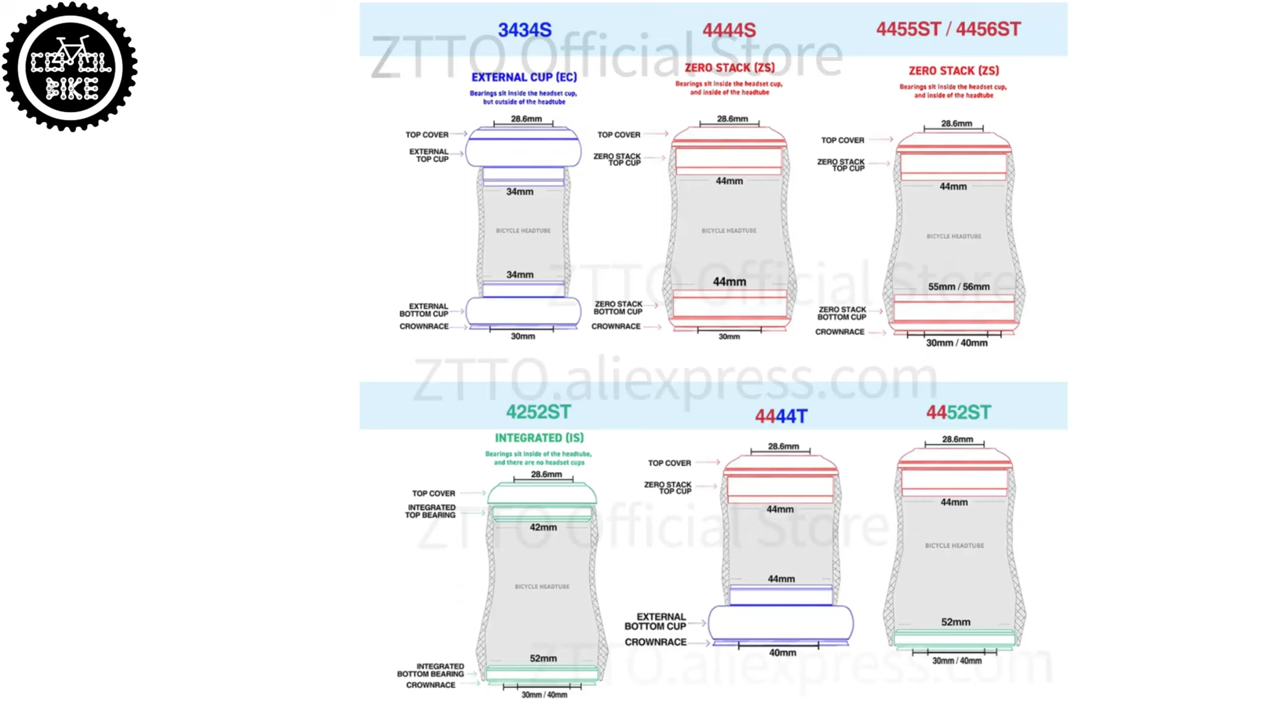 3434S
4444S
4455ST / 4456ST
ZTTO Official Store
EXTERNAL CUP (EC)
Bearings sit inside the headset cup,
but outside of the headtube
ZERO STACK (ZS)
Bearings sit inside the headset cup,
and inside of the headtube
ZERO STACK (ZS)
Bearings sit inside the headset cup,
and inside of the headtube
28.6mm
TOP COVER
EXTERNAL
TOP CUP
34mm
BICYCLE HEADTUBE
34mm
EXTERNAL
BOTTOM CUP
CROWNRACE
30mm
28.6mm
TOP COVER
ZERO STACK
TOP CUP
44mm
BICYCLE HEADTUBE
44mm
ZERO STACK
BOTTOM CUP
CROWNRACE
30mm
28.6mm
TOP COVER
ZERO STACK
TOP CUP
44mm
BICYCLE HEADTUBE
55mm / 56mm
ZERO STACK
BOTTOM CUP
CROWNRACE
30mm / 40mm
ZTTO Official Store
ZTTO.aliexpress.com
4252ST
4444T
4452ST
INTEGRATED (IS)
Bearings sit inside of the headtube,
and there are no headset cups
28.6mm
TOP COVER
INTEGRATED
TOP BEARING
42mm
BICYCLE HEADTUBE
52mm
INTEGRATED
BOTTOM BEARING
CROWNRACE
30mm / 40mm
28.6mm
TOP COVER
ZERO STACK
TOP CUP
44mm
44mm
EXTERNAL
BOTTOM CUP
CROWNRACE
40mm
28.6mm
44mm
BICYCLE HEADTUBE
52mm
30mm / 40mm
ZTTO Official Store
ZTTO.aliexpress.com